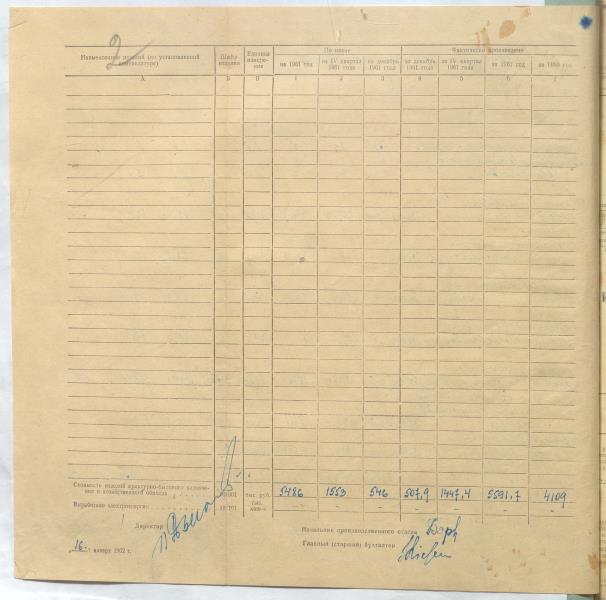 2
Наименование изделий (по установленной номенклатуре) Шифр изделия Единица измерения По плану Фактически произведено
на 1961 год на IV квартал 1961 года на декабрь 1961 года за декабрь 1961 года за IV квартал 1961 года за 1961 год за 1960 год
А Б В 1 2 3 4 5 6
Стоимость изделий культурно-бытового назначения
и хозяйственного обихода тыс. руб. 5486 1553 546 507,9 1447,4 5591,7 4109
Выработано электроэнергии тыс. квт-ч - - - - - - -
Директор
Начальник производственного отдела
Главный (старший) бухгалтер
16 января 1962 г.